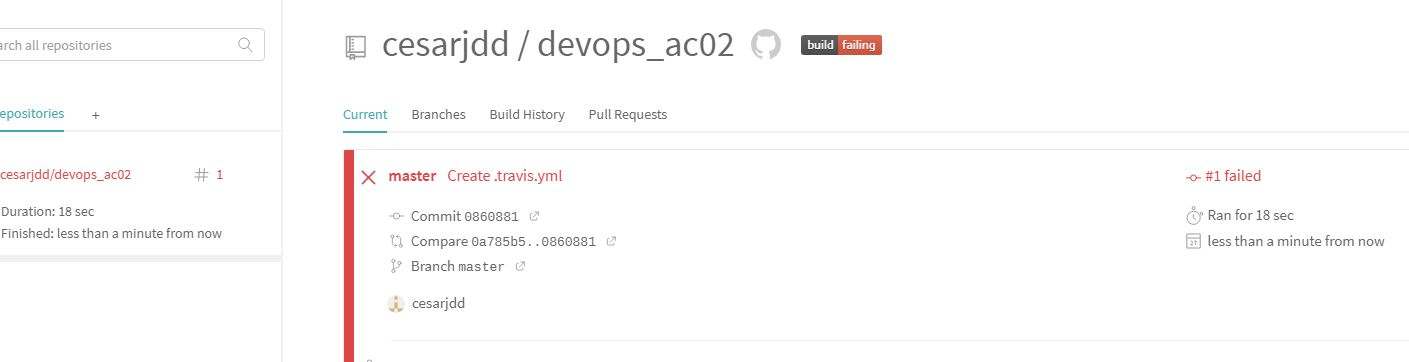 arch all repositories
epositories +
cesarjdd/devops_ac02 # 1
Duration: 18 sec
Finished: less than a minute from now
cesarjdd / devops_ac02 build failing
Current Branches Build History Pull Requests
master Create .travis.yml
Commit 0860881
Compare 0a785b5..0860881
Branch master
cesarjdd
#1 failed
Ran for 18 sec
27 less than a minute from now